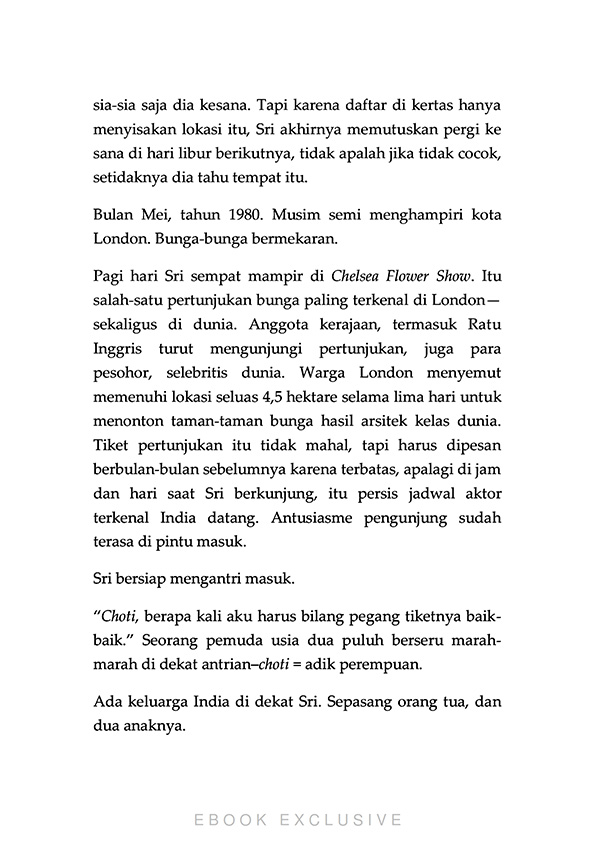 sia-sia saja dia kesana. Tapi karena daftar di kertas hanya
menyisakan lokasi itu, Sri akhirnya memutuskan pergi ke
sana di hari libur berikutnya, tidak apalah jika tidak cocok,
setidaknya dia tahu tempat itu.
Bulan Mei, tahun 1980. Musim semi menghampiri kota
London. Bunga-bunga bermekaran.
Pagi hari Sri sempat mampir di Chelsea Flower Show. Itu
salah-satu pertunjukan bunga paling terkenal di London—
sekaligus di dunia. Anggota kerajaan, termasuk Ratu
Inggris turut mengunjungi pertunjukan, juga para
pesohor, selebritis dunia. Warga London menyemut
memenuhi lokasi seluas 4,5 hektare selama lima hari untuk
menonton taman-taman bunga hasil arsitek kelas dunia.
Tiket pertunjukan itu tidak mahal, tapi harus dipesan
berbulan-bulan sebelumnya karena terbatas, apalagi di jam
dan hari saat Sri berkunjung, itu persis jadwal aktor
terkenal India datang. Antusiasme pengunjung sudah
terasa di pintu masuk.
Sri bersiap mengantri masuk.
“Choti, berapa kali aku harus bilang pegang tiketnya baik-
baik.” Seorang pemuda usia dua puluh berseru marah-
marah di dekat antrian–choti = adik perempuan.
Ada keluarga India di dekat Sri. Sepasang orang tua, dan
dua anaknya.
EBOOK EXCLUSIVE